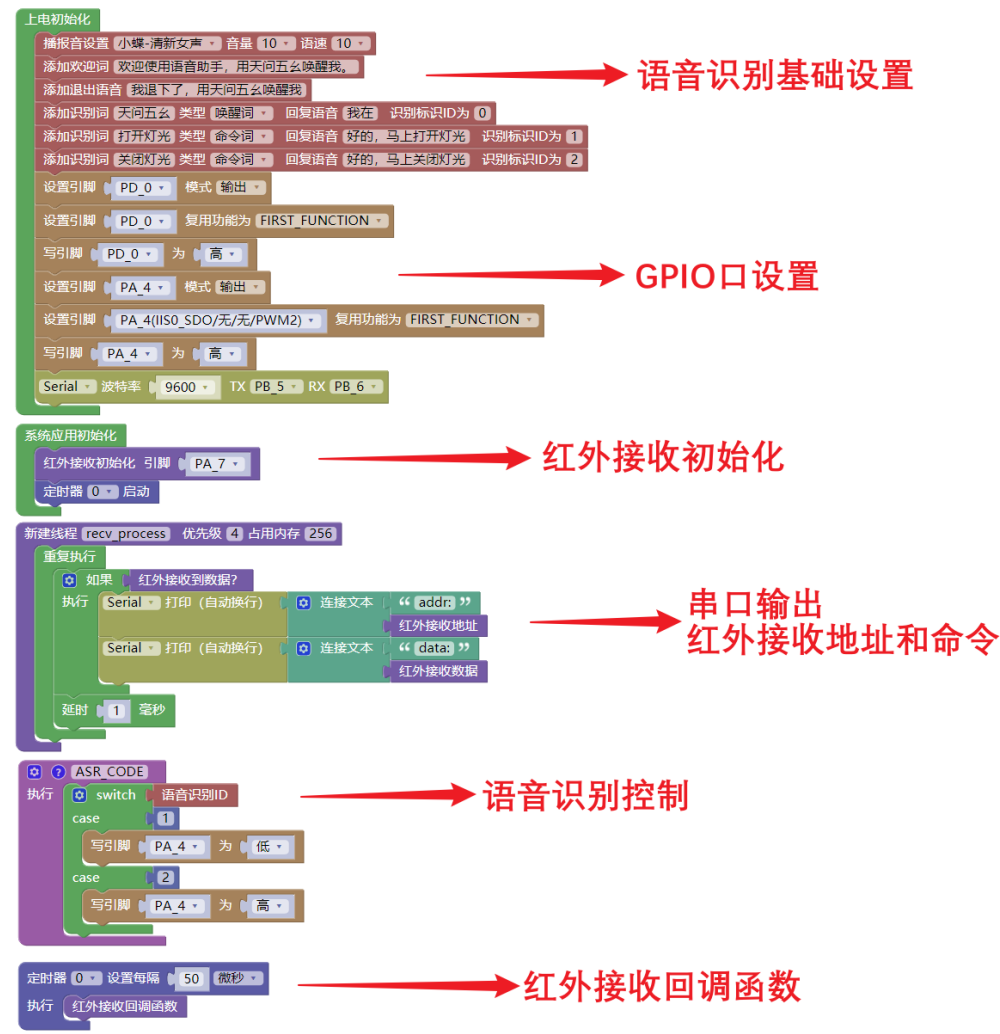 上电初始化
播报音设置 小蝶-清新女声 音量 10 语速 10
添加欢迎词 欢迎使用语音助手，用天问五幺唤醒我。
添加退出语音 我退下了，用天问五幺唤醒我
语音识别基础设置
添加识别词 天问五幺 类型 唤醒词 回复语音 我在 识别标识ID为 0
添加识别词 打开灯光 类型 命令词 回复语音 好的，马上打开灯光 识别标识ID为 1
添加识别词 关闭灯光 类型 命令词 回复语音 好的，马上关闭灯光 识别标识ID为 2
设置引脚 PD_0 模式 输出
设置引脚 PD_0 复用功能为 FIRST_FUNCTION
写引脚 PD_0 为 高
GPIO口设置
设置引脚 PA_4 模式 输出
设置引脚 PA_4(IIS0_SDO/无/无/PWM2) 复用功能为 FIRST_FUNCTION
写引脚 PA_4 为 高
Serial 波特率 9600 TX PB_5 RX PB_6
系统应用初始化
红外接收初始化 引脚 PA_7
红外接收初始化
定时器 0 启动
新建线程 recv_process 优先级 4 占用内存 256
重复执行
如果 红外接收到数据?
执行 Serial 打印（自动换行） 连接文本 “ addr: ”
红外接收地址
串口输出
红外接收地址和命令
Serial 打印（自动换行） 连接文本 “ data: ”
红外接收数据
延时 1 毫秒
? ASR_CODE
执行 switch 语音识别ID
语音识别控制
case 1
写引脚 PA_4 为 低
case 2
写引脚 PA_4 为 高
定时器 0 设置每隔 50 微秒
执行 红外接收回调函数
红外接收回调函数